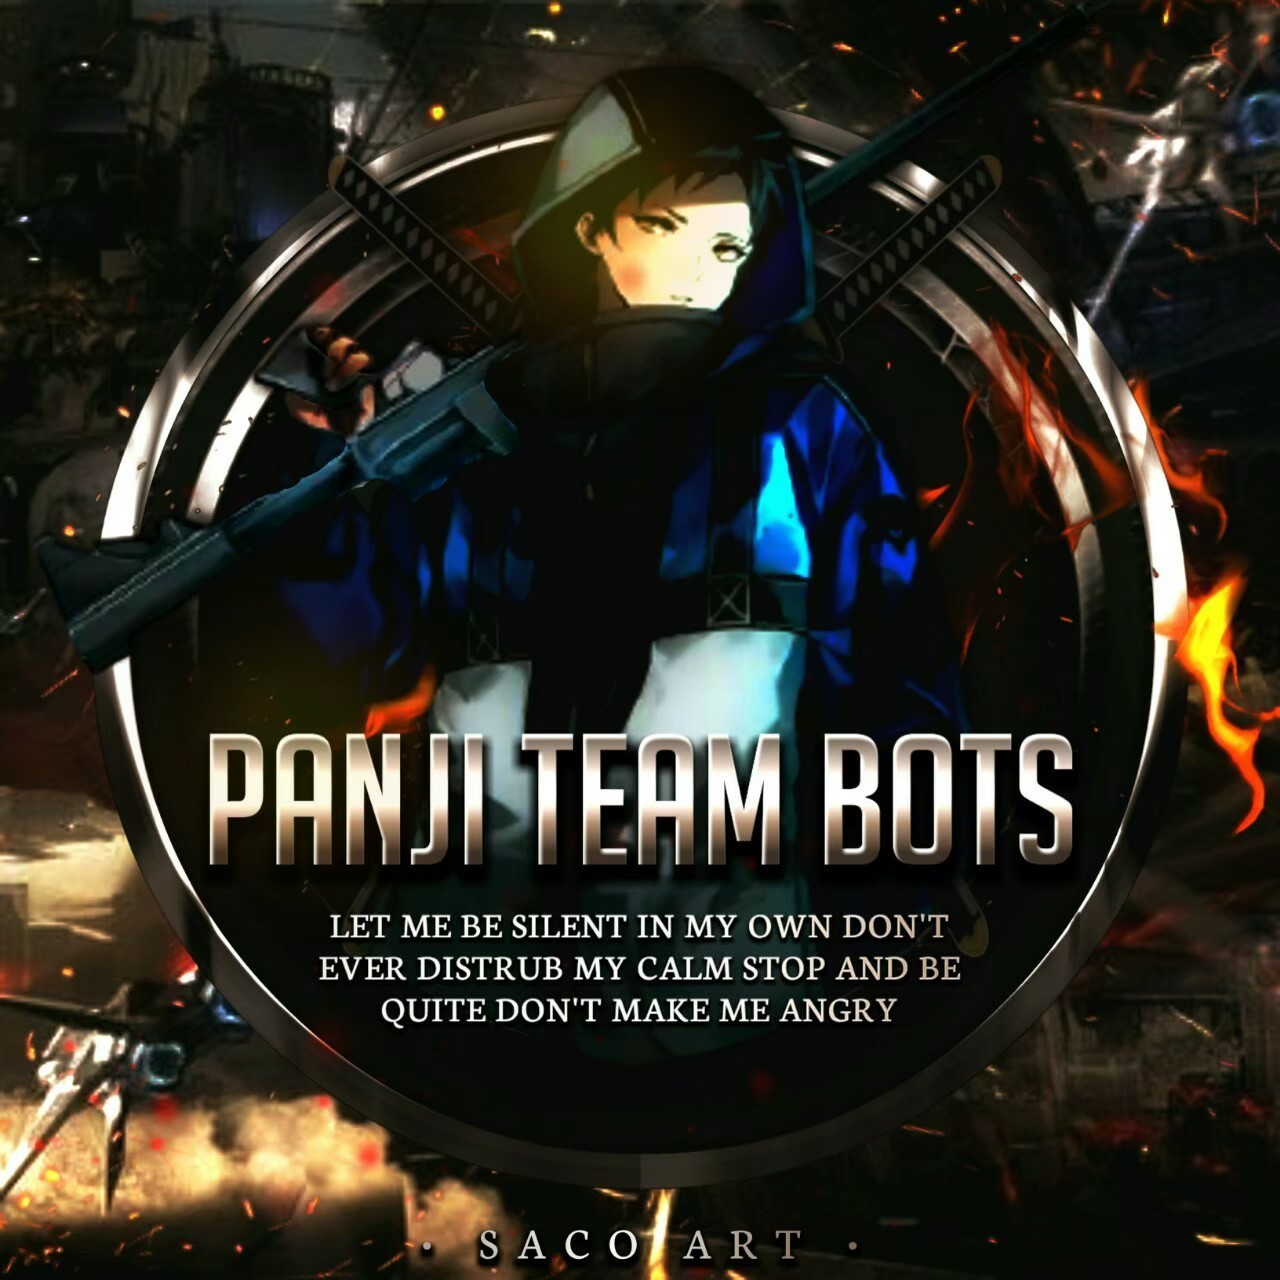 PANJI TEAM BOTS
LET ME BE SILENT IN MY OWN DON'T
EVER DISTRUB MY CALM STOP AND BE
QUITE DON'T MAKE ME ANGRY
· SACO ART ·